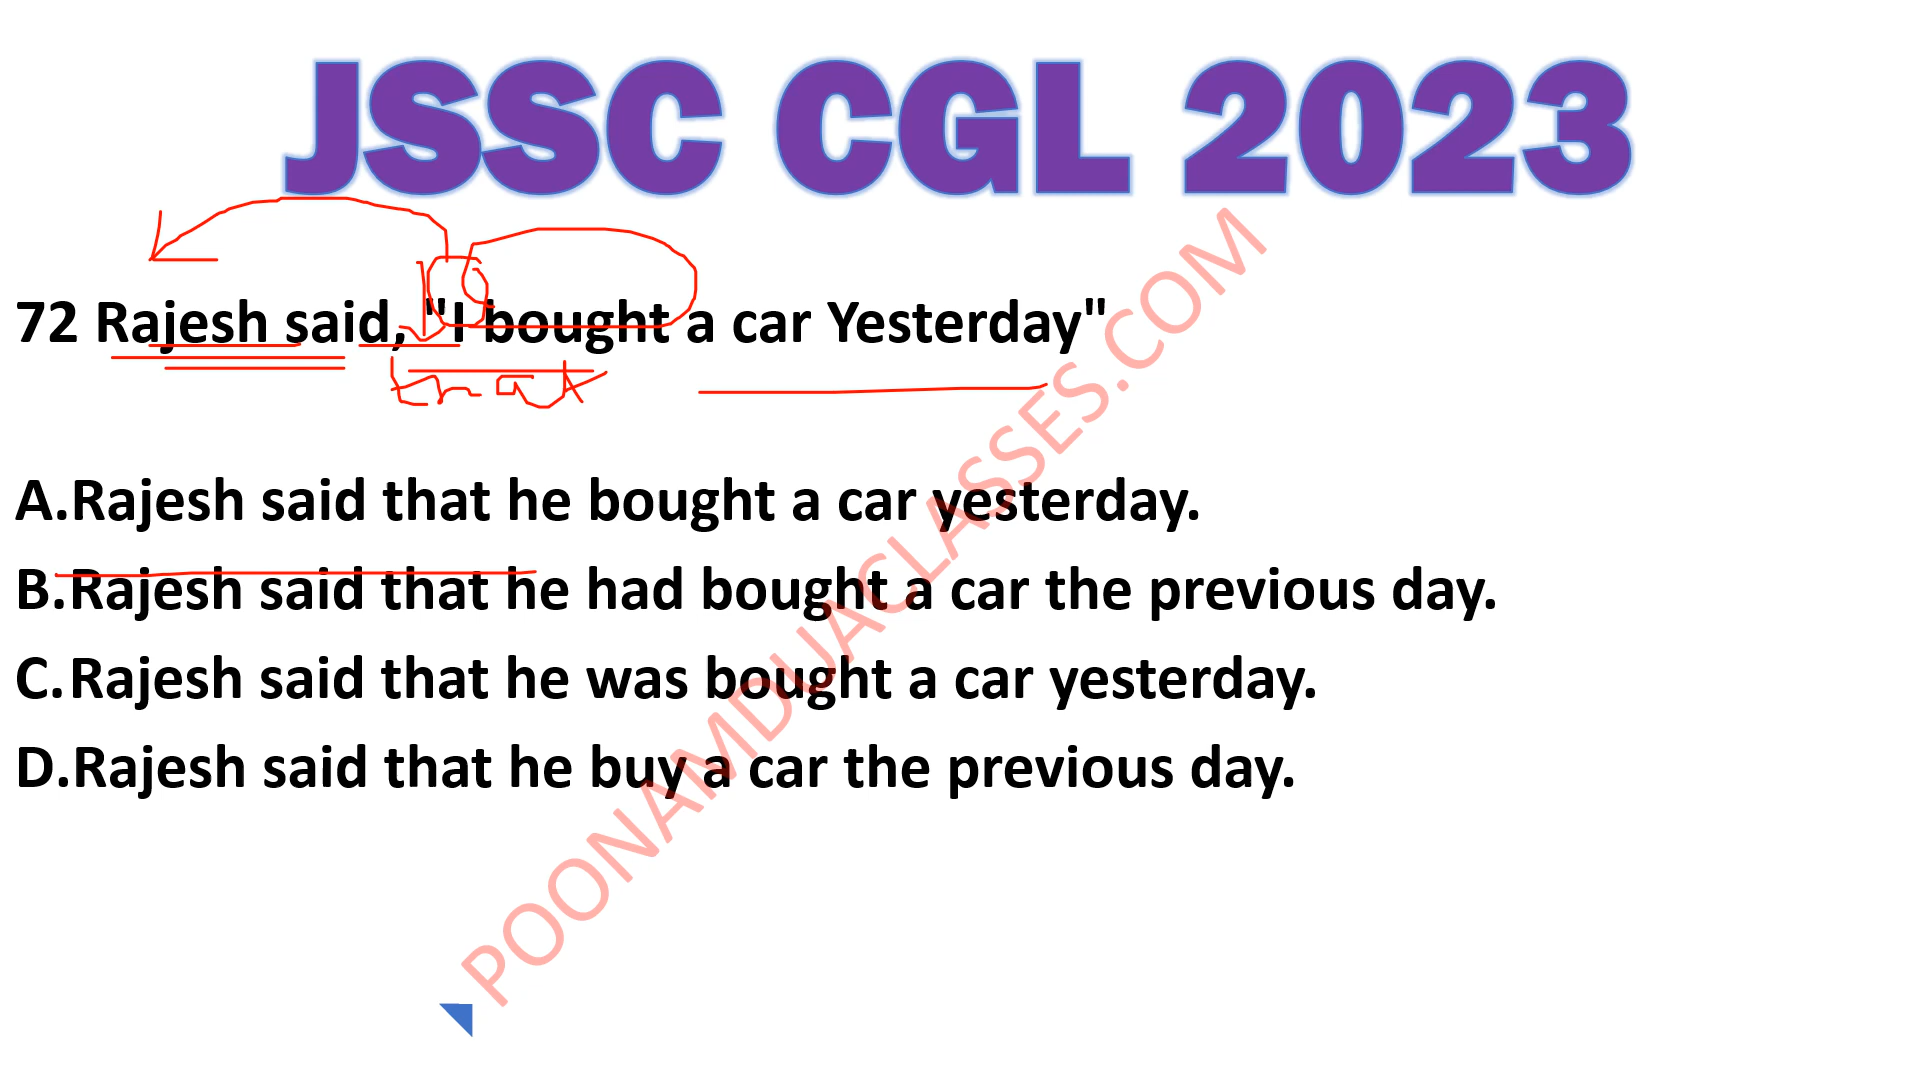 JSSC CGL 2023
72 Rajesh said, "I bought a car Yesterday"
A.Rajesh said that he bought a car yesterday.
B.Rajesh said that he had bought a car the previous day.
C.Rajesh said that he was bought a car yesterday.
D.Rajesh said that he buy a car the previous day.
POONAMDUACLASSES.COM